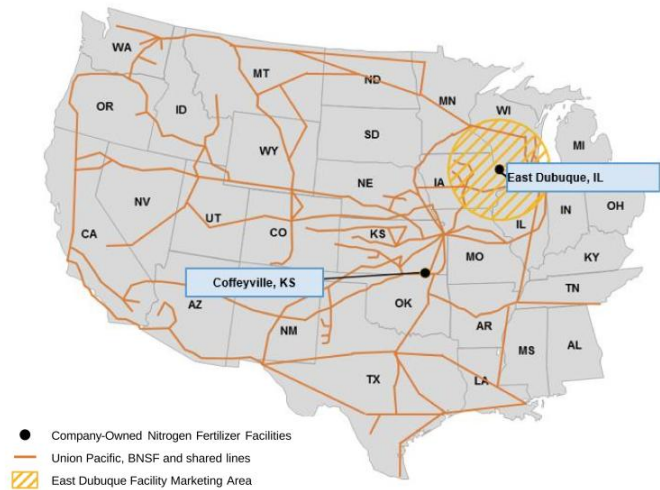 WA
MT
ND
MN
OR
ID
WI
SD
MI
WY
NE
IA
East Dubuque, IL
NV
UT
OH
IN
IL
CA
CO
KS
MO
KY
Coffeyville, KS
TN
AZ
OK
NM
AR
MS
AL
TX
LA
Company-Owned Nitrogen Fertilizer Facilities
Union Pacific, BNSF and shared lines
East Dubuque Facility Marketing Area